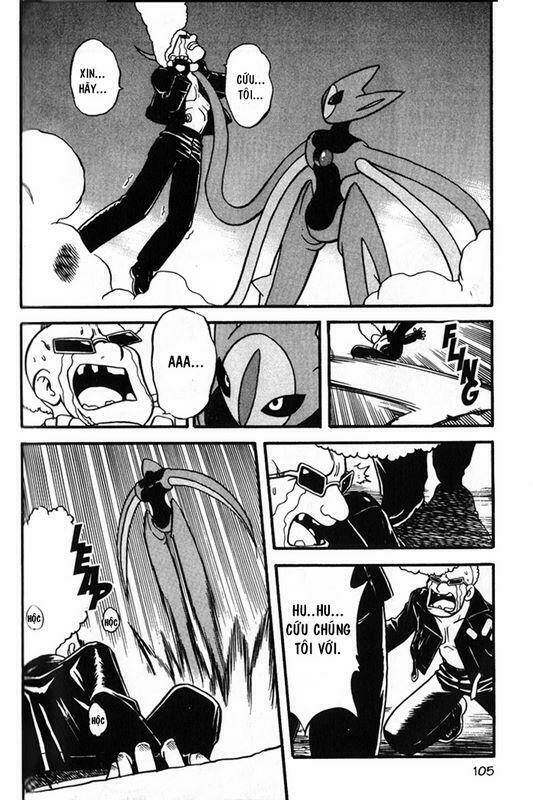 XIN...
HÃY...
CỨU...
TÔI...
AAA...
FLING
LEAP
HỘC
HỘC
HỘC
HU..HU...
CỨU CHÚNG
TÔI VỚI.
105